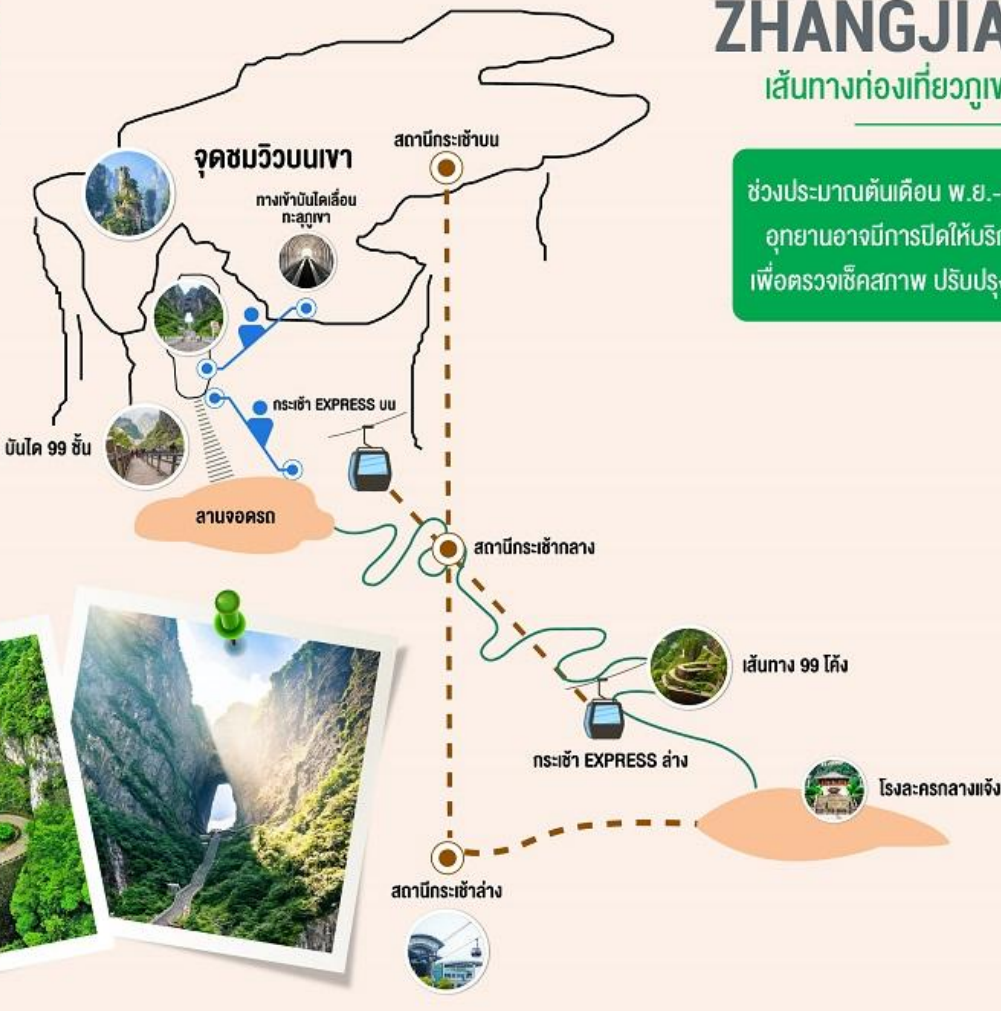 ZHANGJIA
เส้นทางท่องเที่ยวภูเข
ช่วงประมาณต้นเดือน พ.ย.-
อุทยานอาจมีการปิดให้บริก
เพื่อตรวจเช็คสภาพ ปรับปรุง
สถานีกระเช้าบน
จุดชมวิวบนเขา
ทางเข้าบันไดเลื่อน
ทะลุภูเขา
กระเช้า EXPRESS บน
บันได 99 ชั้น
ลานจอดรถ
สถานีกระเช้ากลาง
เส้นทาง 99 โค้ง
กระเช้า EXPRESS ล่าง
โรงละครกลางแจ้ง
สถานีกระเช้าล่าง